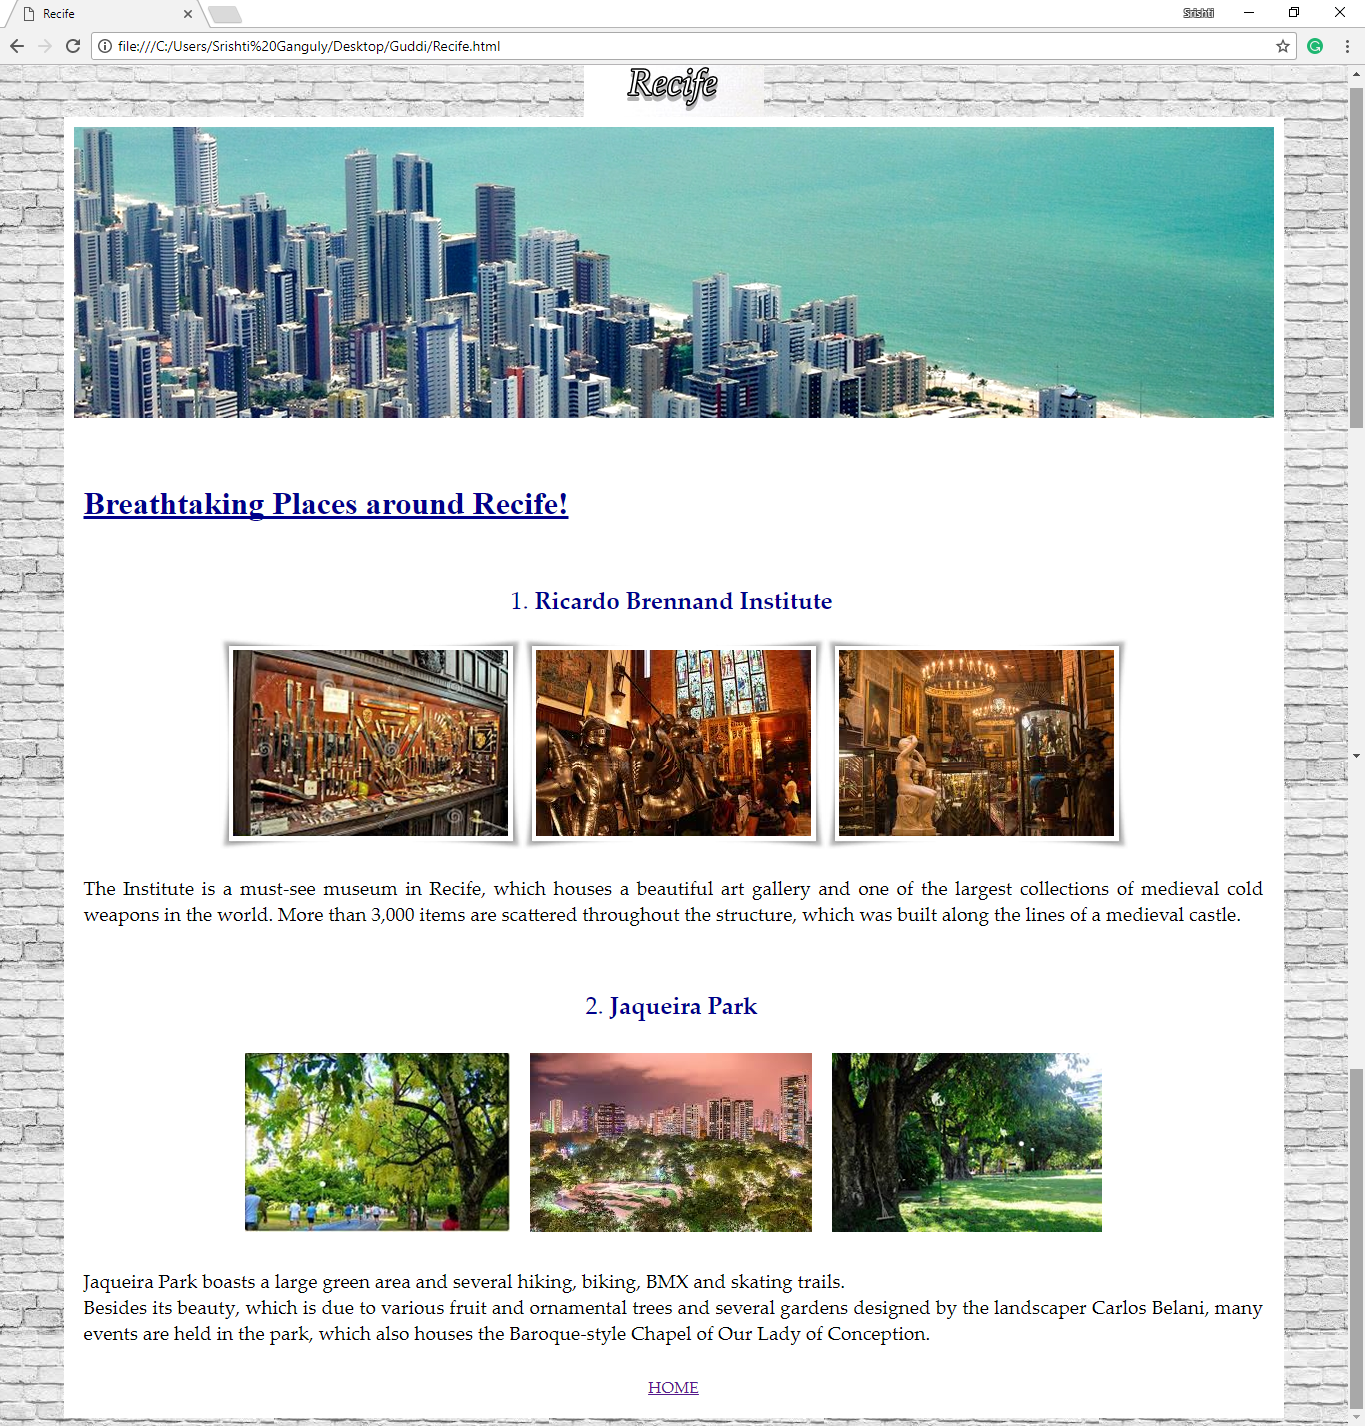 Recife
Srishti
file:///C:/Users/Srishti%20Ganguly/Desktop/Guddi/Recife.html
Recife
Breathtaking Places around Recife!
1. Ricardo Brennand Institute
The Institute is a must-see museum in Recife, which houses a beautiful art gallery and one of the largest collections of medieval cold
weapons in the world. More than 3,000 items are scattered throughout the structure, which was built along the lines of a medieval castle.
2. Jaqueira Park
Jaqueira Park boasts a large green area and several hiking, biking, BMX and skating trails.
Besides its beauty, which is due to various fruit and ornamental trees and several gardens designed by the landscaper Carlos Belani, many
events are held in the park, which also houses the Baroque-style Chapel of Our Lady of Conception.
HOME